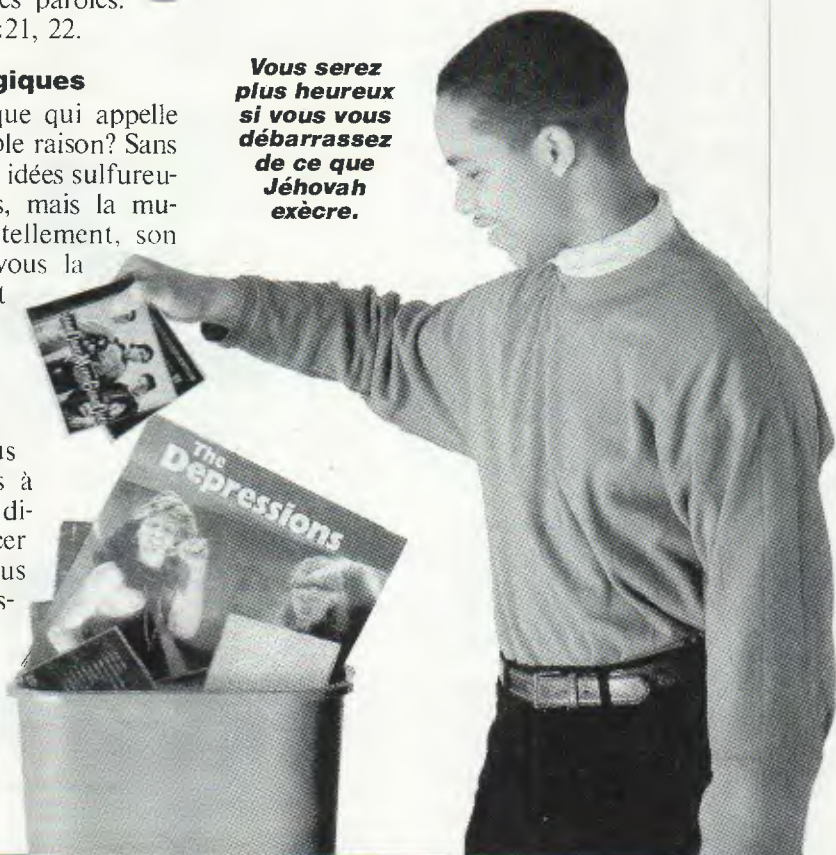 es paroles.
:21, 22.
giques
que qui appelle
ble raison? Sans
idées sulfureu-
s, mais la mu-
tellement, son
vous la
t
us
s à
di-
cer
us
s-
Vous serez
plus heureux
si vous vous
débarrassez
de ce que
Jéhovah
exècre.
The
Depressions